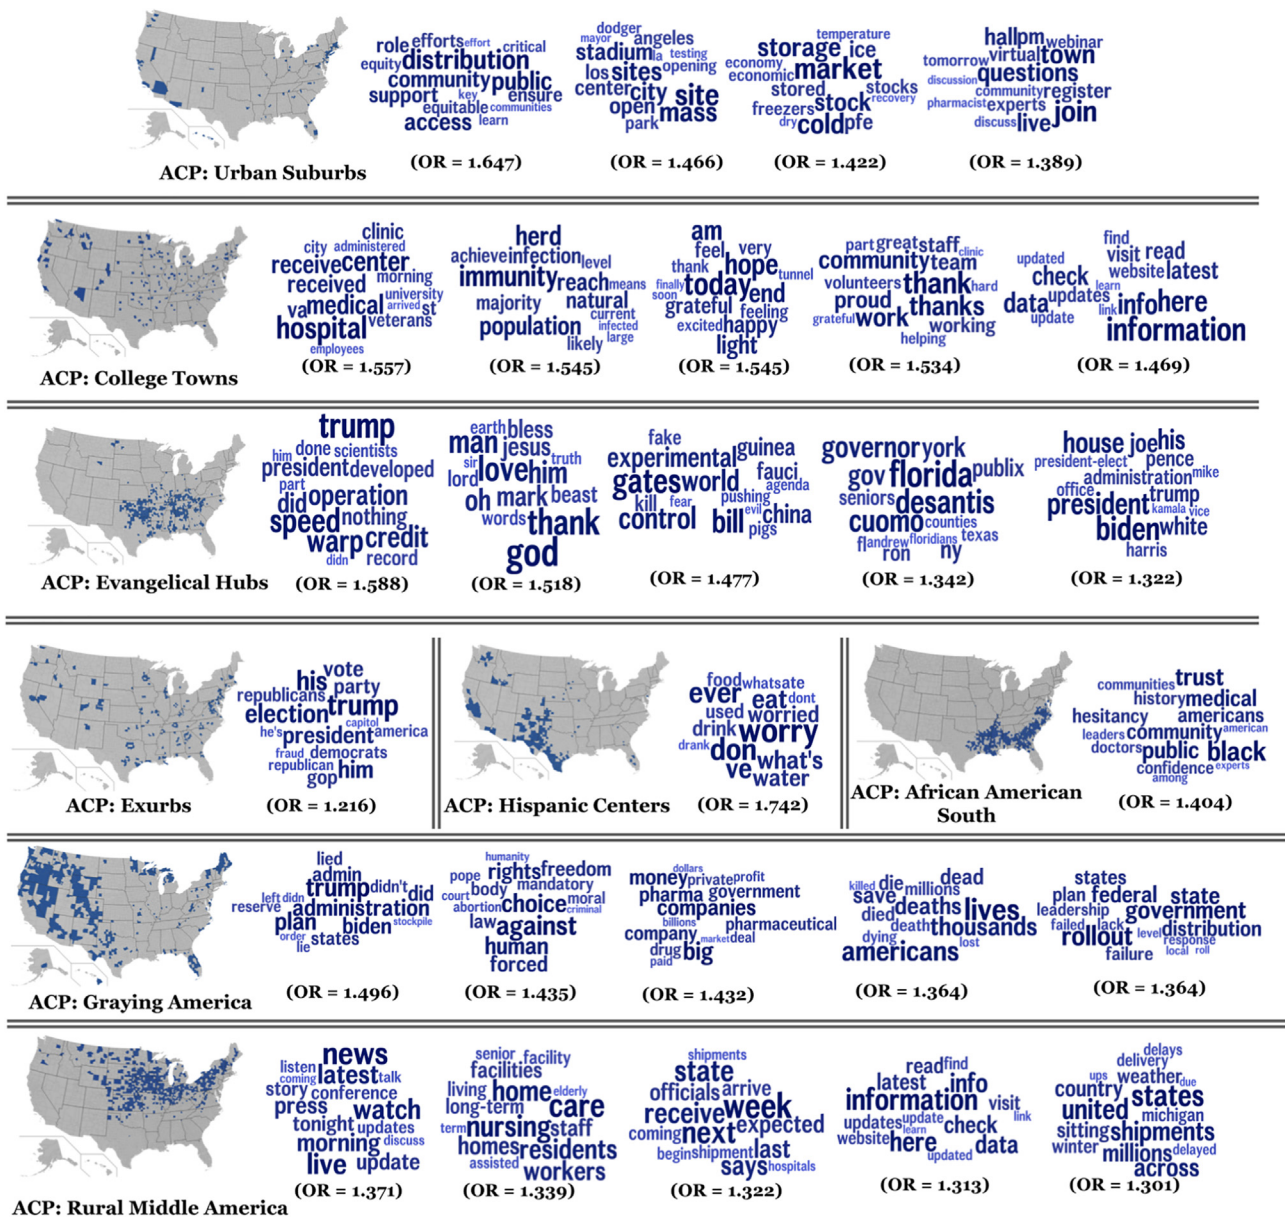 role efforts effort critical
equity distribution
community public
support key ensure
equitable communities
access learn
(OR = 1.647)
dodger
mayor angeles
stadium la testing
los sites opening
center city site
open mass
park
(OR = 1.466)
temperature
storage ice
economy market
economic
stored stocks
freezers stock recovery
dry cold pfe
(OR = 1.422)
hall pm webinar
virtual town
tomorrow questions
discussion community register
pharmacist experts join
discuss live
(OR = 1.389)
ACP: Urban Suburbs
clinic
city administered
receive center
received morning
va medical university
arrived st
hospital veterans
employees
(OR = 1.557)
herd
achieve infection level
immunity reach means
majority natural
current
population infected
large
likely
(OR = 1.545)
am
feel very
thank hope tunnel
finally today end
soon
grateful feeling
excited happy
light
(OR = 1.545)
part great staff clinic
community team
volunteers thank hard
proud thanks
grateful work working
helping
(OR = 1.534)
find
updated visit read
check website latest
learn
data updates link info here
update
information
(OR = 1.469)
ACP: College Towns
trump
him done scientists
president developed
part
did operation
speed nothing
warp credit
didn record
(OR = 1.588)
earth bless
man jesus
sir love him truth
lord
oh mark beast
words thank
god
(OR = 1.518)
fake
experimental guinea
gates world fauci
agenda
kill fear pushing
control bill evil china
pigs
(OR = 1.477)
governor york
gov florida publix
seniors desantis
cuomo counties
fl andrew floridians texas
ron ny
(OR = 1.342)
house joe his
president-elect pence
administration mike
office trump
president kamala vice
biden white
harris
(OR = 1.322)
ACP: Evangelical Hubs
vote
his party
republicans trump
election capitol
he's president america
fraud democrats
republican him
gop
(OR = 1.216)
ACP: Exurbs
food whats ate
ever eat dont
used worried
drink worry
drank don what's
ve water
(OR = 1.742)
ACP: Hispanic Centers
trust
communities
history medical
hesitancy americans
leaders community american
doctors public black
confidence experts
among
(OR = 1.404)
ACP: African American
South
lied
admin
trump didn't did
left didn
reserve administration
plan biden stockpile
order
lie states
(OR = 1.496)
humanity
pope rights freedom
body mandatory
court choice moral
abortion criminal
law against
human
forced
(OR = 1.435)
dollars
money private profit
pharma government
companies
billions pharmaceutical
company market deal
drug big
paid
(OR = 1.432)
dead
killed die millions
save deaths lives
died death thousands
dying lost
americans
(OR = 1.364)
states
plan federal state
leadership government
failed lack level distribution
rollout response
failure local roll
(OR = 1.364)
ACP: Graying America
news
listen latest talk
coming
story conference
press watch
tonight updates
morning discuss
live update
(OR = 1.371)
senior facility
facilities
living home elderly
long-term care
term nursing staff
homes residents
assisted workers
(OR = 1.339)
shipments
state
officials arrive
receive week
coming next expected
begin shipment last
says hospitals
(OR = 1.322)
read find
latest info
information visit
updates update check link
learn
website here data
updated
(OR = 1.313)
delays
delivery
ups weather due
country states
united michigan
sitting shipments
winter millions delayed
across
(OR = 1.301)
ACP: Rural Middle America